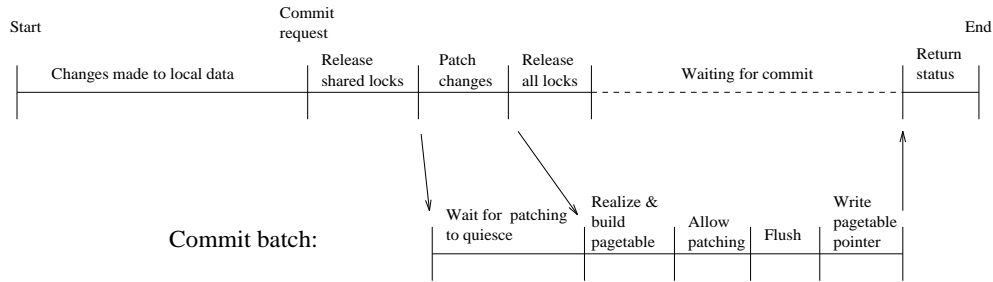 Start
Commit
request
End
Changes made to local data
Release
shared locks
Patch
changes
Release
all locks
Waiting for commit
Return
status
Commit batch:
Wait for patching
to quiesce
Realize &
build
pagetable
Allow
patching
Flush
Write
pagetable
pointer